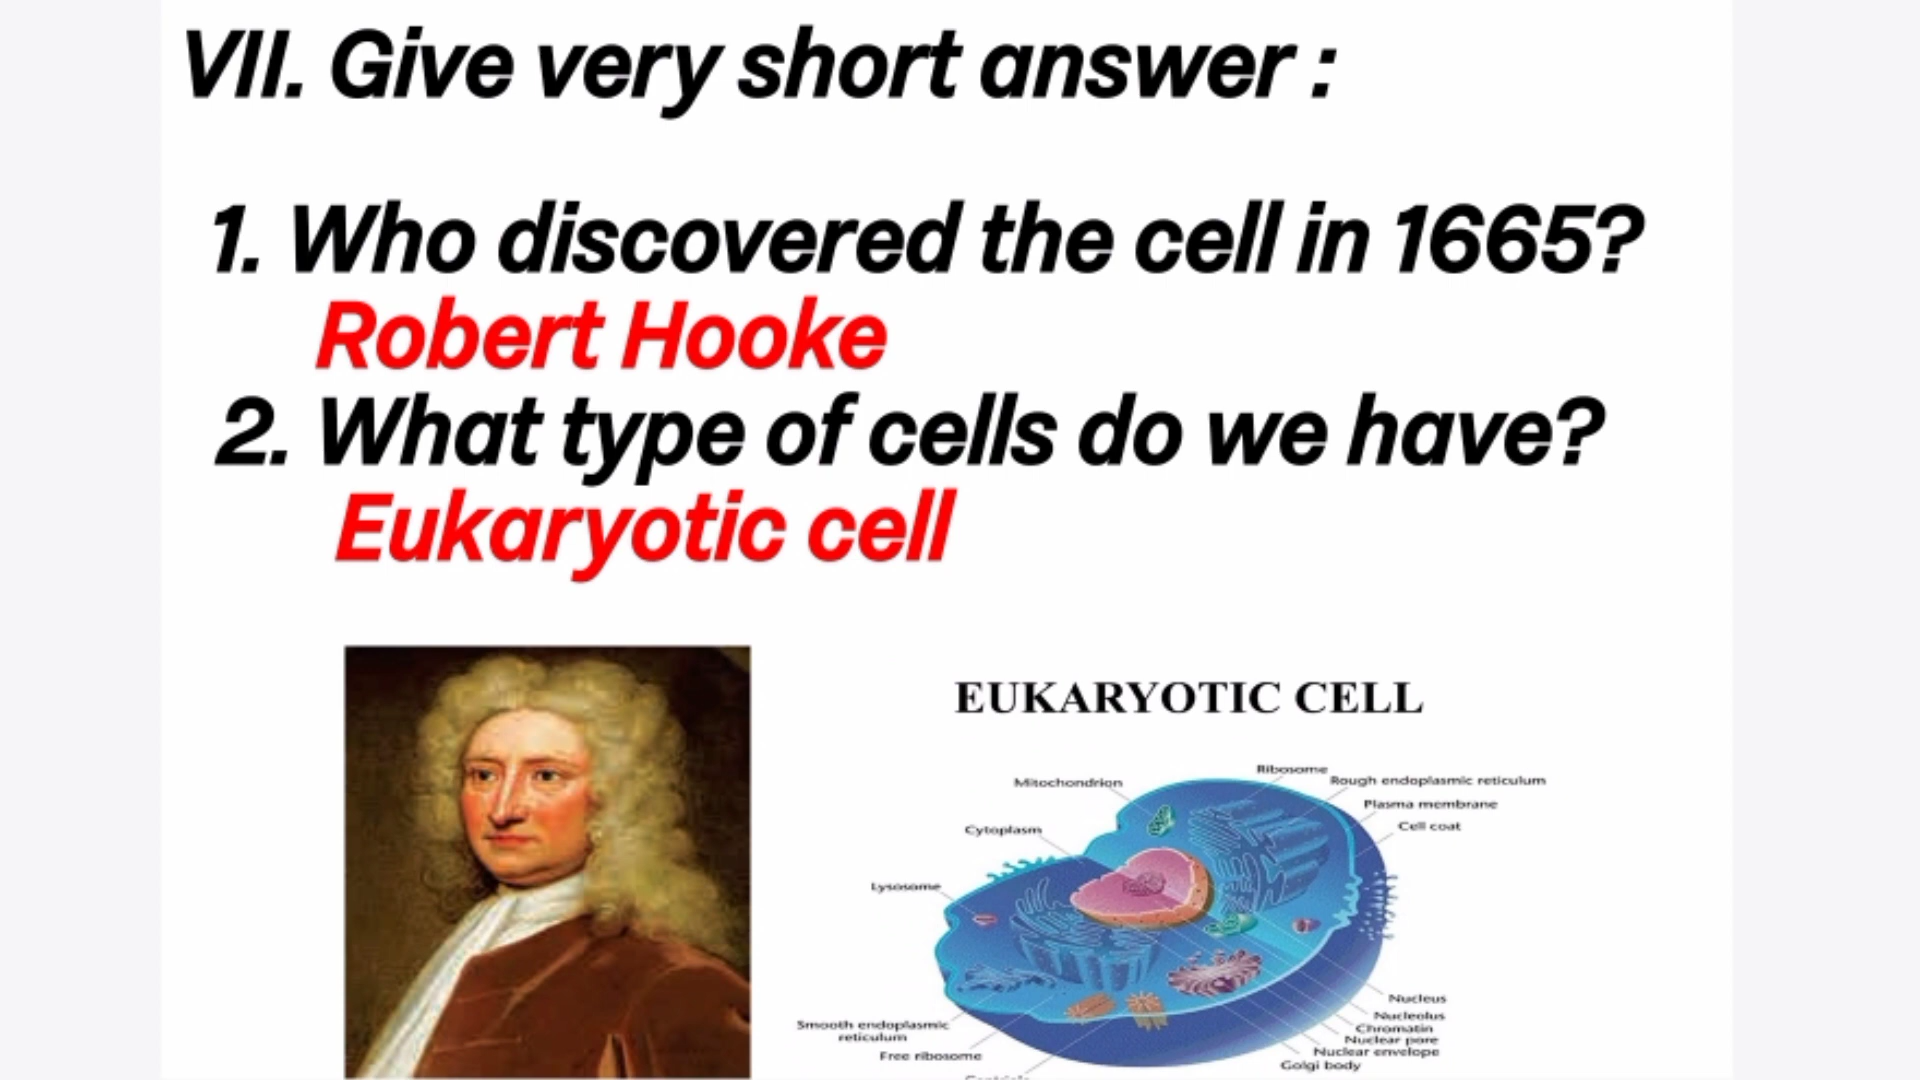 VII. Give very short answer :
1. Who discovered the cell in 1665?
Robert Hooke
2. What type of cells do we have?
Eukaryotic cell
EUKARYOTIC CELL
Ribosome
Mitochondrion
Rough endoplasmic reticulum
Plasma membrane
Cell coat
Cytoplasm
Lysosome
Nucleus
Nucleolus
Chromatin
Nuclear pore
Nuclear envelope
Golgi body
Smooth endoplasmic
reticulum
Free ribosome